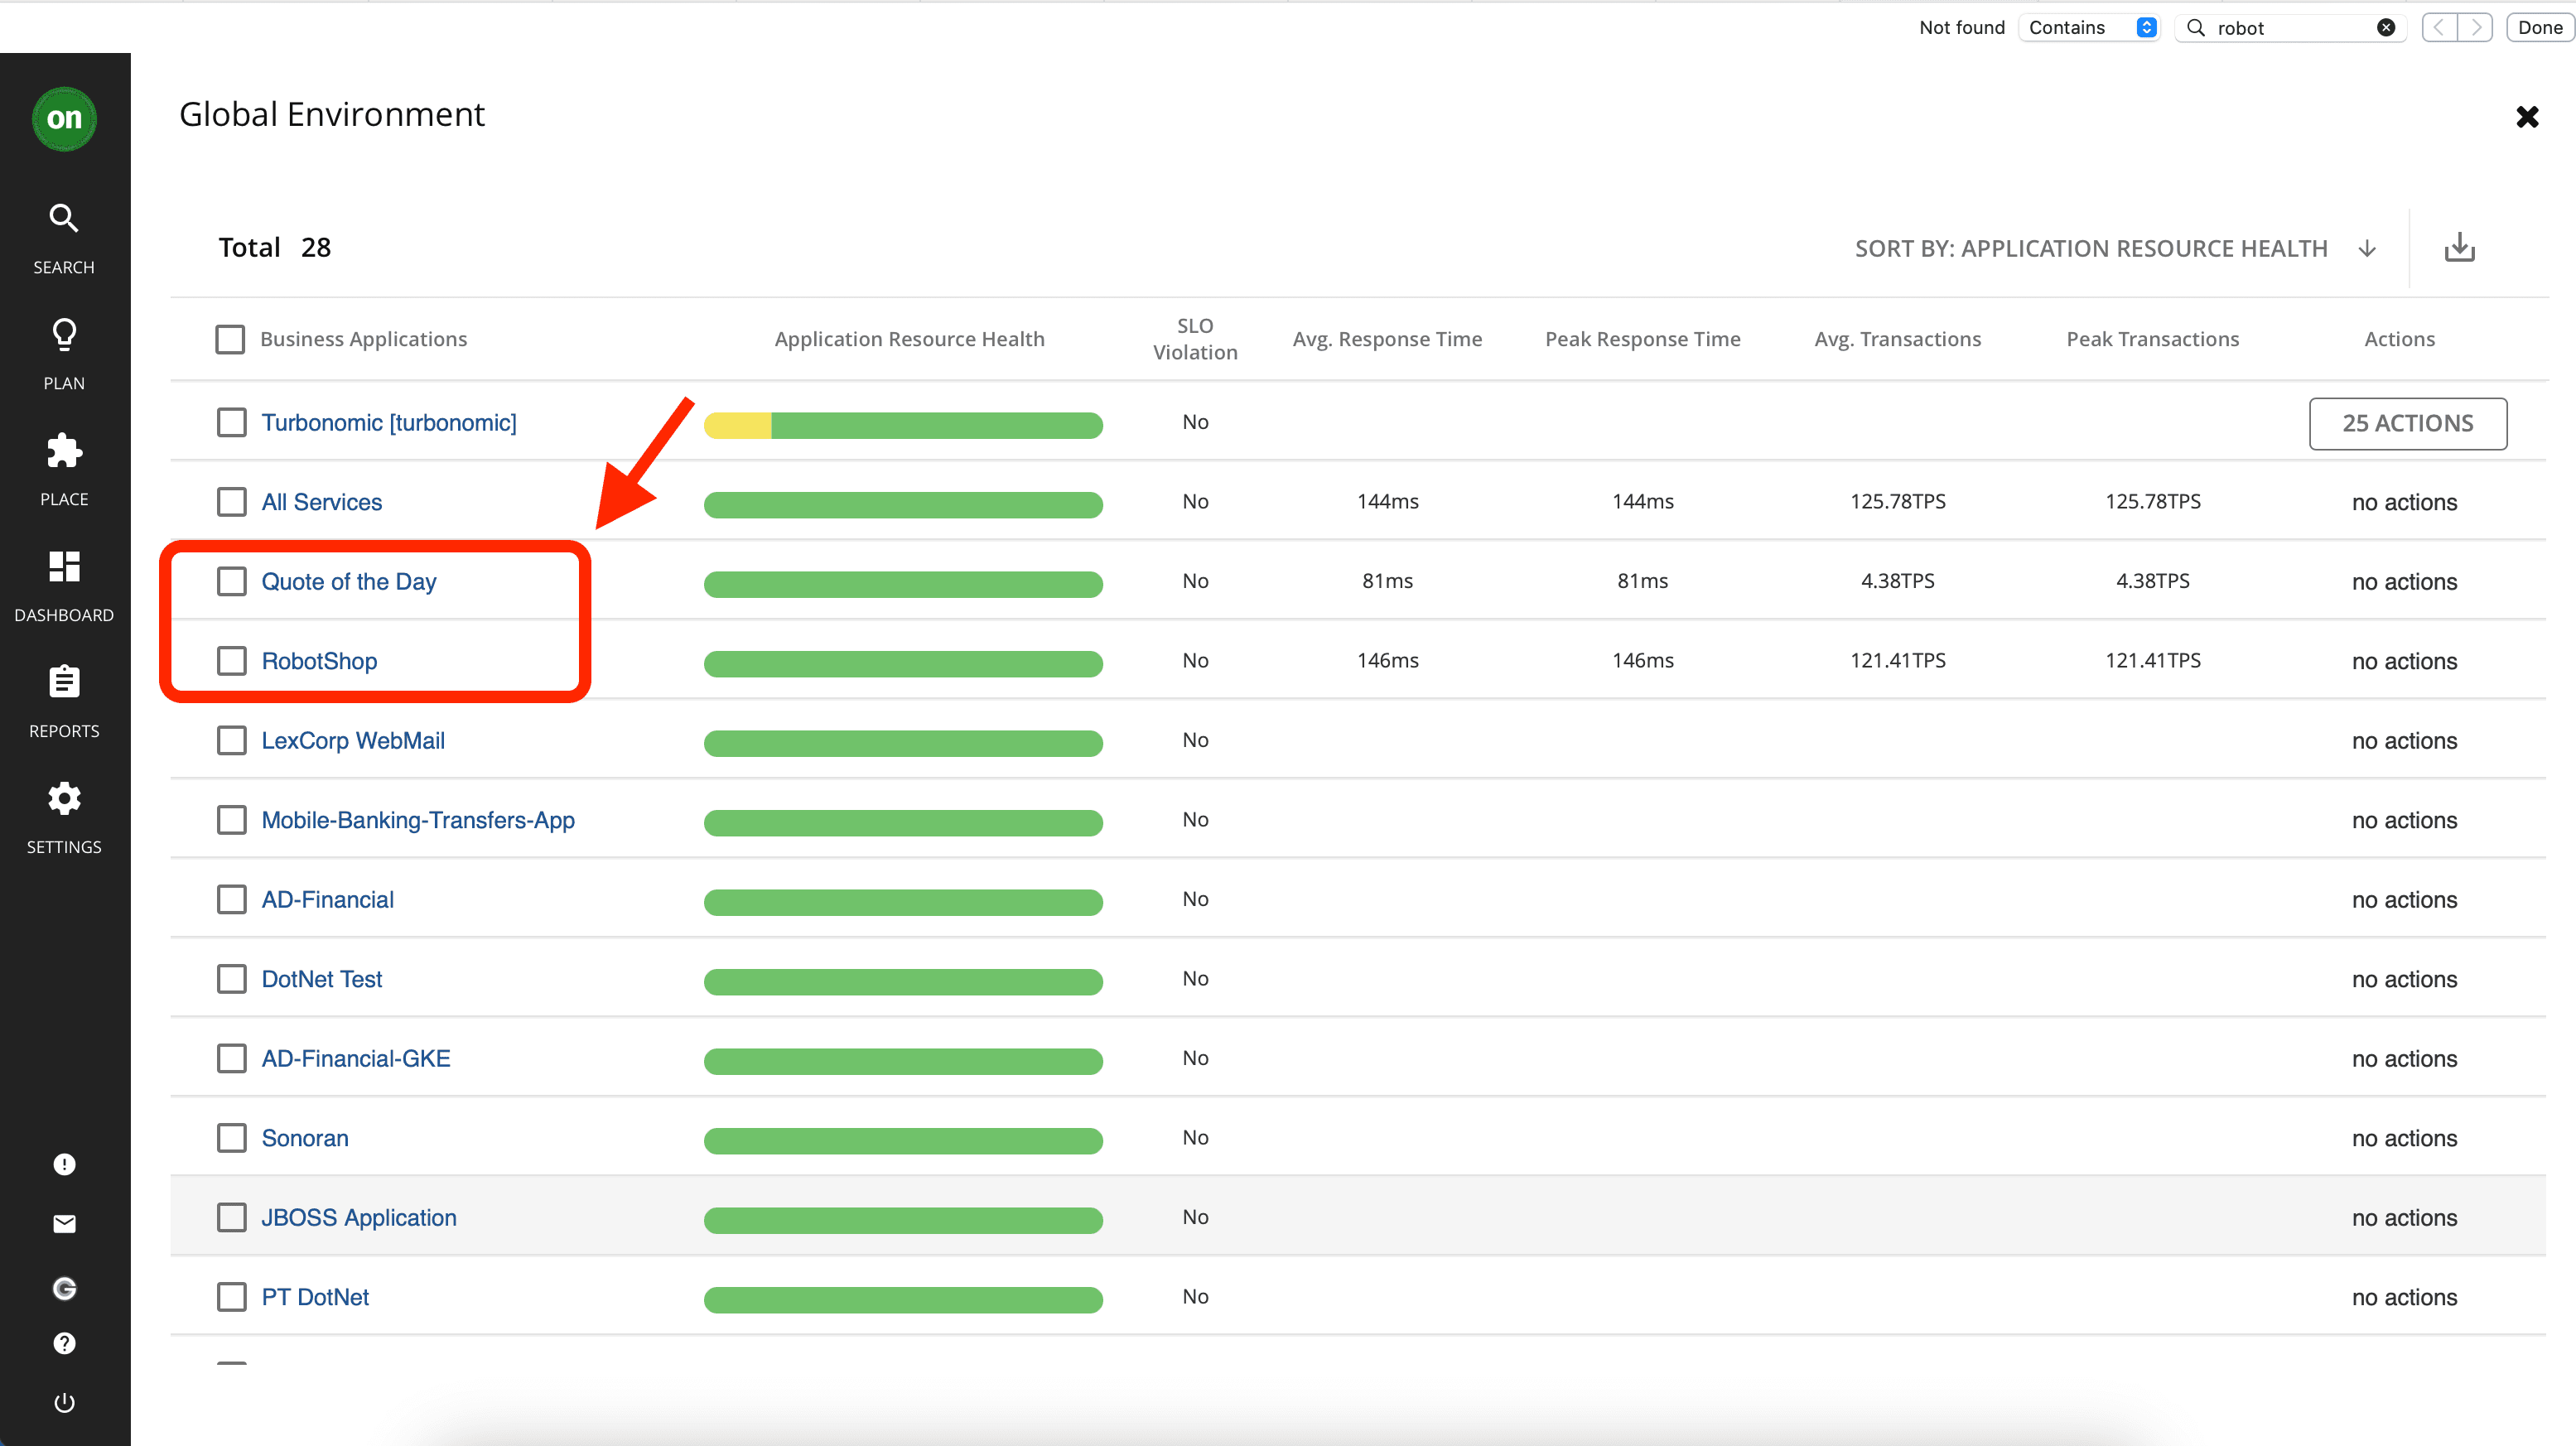 Not found Contains robot Done
on
Global Environment
SEARCH
Total 28
SORT BY: APPLICATION RESOURCE HEALTH
Business Applications Application Resource Health SLO Violation Avg. Response Time Peak Response Time Avg. Transactions Peak Transactions Actions
PLAN
Turbonomic [turbonomic] No 25 ACTIONS
PLACE
All Services No 144ms 144ms 125.78TPS 125.78TPS no actions
Quote of the Day No 81ms 81ms 4.38TPS 4.38TPS no actions
DASHBOARD
RobotShop No 146ms 146ms 121.41TPS 121.41TPS no actions
REPORTS
LexCorp WebMail No no actions
Mobile-Banking-Transfers-App No no actions
SETTINGS
AD-Financial No no actions
DotNet Test No no actions
AD-Financial-GKE No no actions
Sonoran No no actions
JBOSS Application No no actions
PT DotNet No no actions